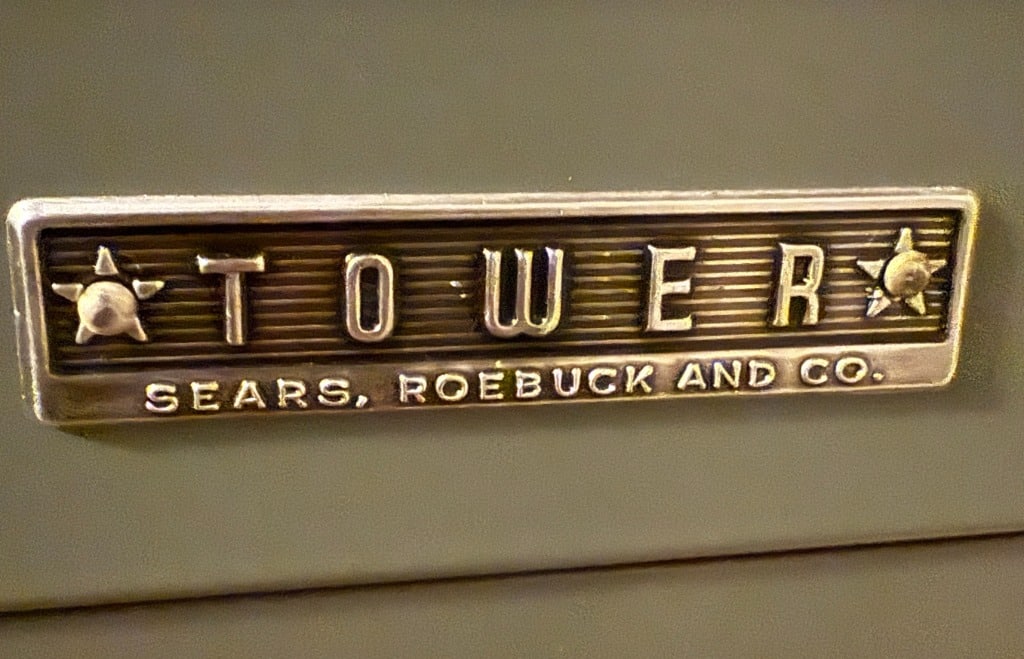 TOWER
SEARS, ROEBUCK AND CO.